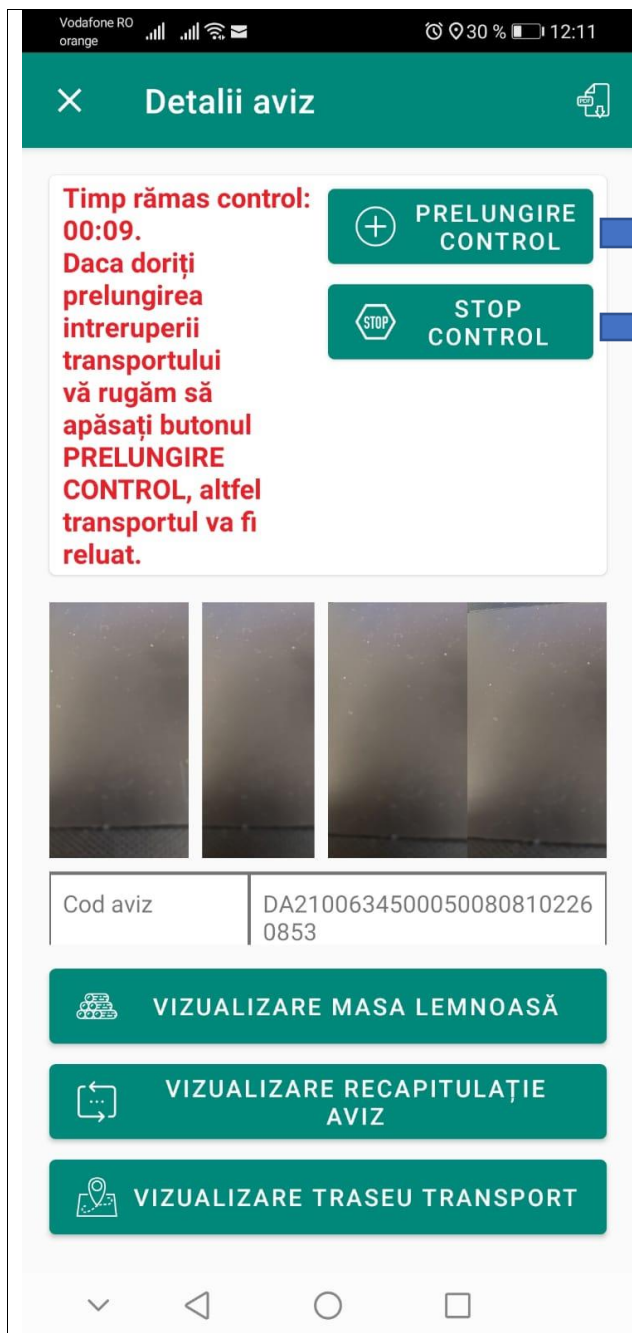 Vodafone RO
orange
30 % 12:11
Detalii aviz
PDF
Timp rămas control:
00:09.
Daca doriți
prelungirea
intreruperii
transportului
vă rugăm să
apăsați butonul
PRELUNGIRE
CONTROL, altfel
transportul va fi
reluat.
PRELUNGIRE
CONTROL
STOP
STOP
CONTROL
Cod aviz
DA2100634500050080810226
0853
VIZUALIZARE MASA LEMNOASĂ
VIZUALIZARE RECAPITULAȚIE
AVIZ
VIZUALIZARE TRASEU TRANSPORT